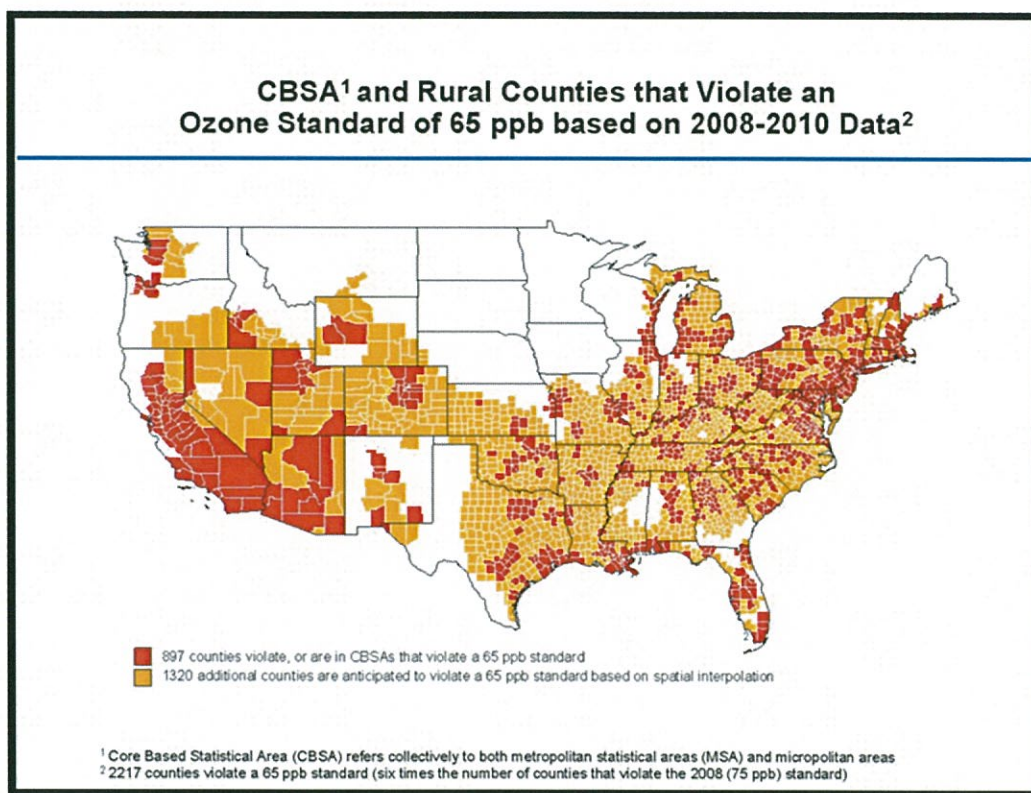 CBSA¹ and Rural Counties that Violate an
Ozone Standard of 65 ppb based on 2008-2010 Data²
897 counties violate, or are in CBSAs that violate a 65 ppb standard
1320 additional counties are anticipated to violate a 65 ppb standard based on spatial interpolation
¹ Core Based Statistical Area (CBSA) refers collectively to both metropolitan statistical areas (MSA) and micropolitan areas
² 2217 counties violate a 65 ppb standard (six times the number of counties that violate the 2008 (75 ppb) standard)